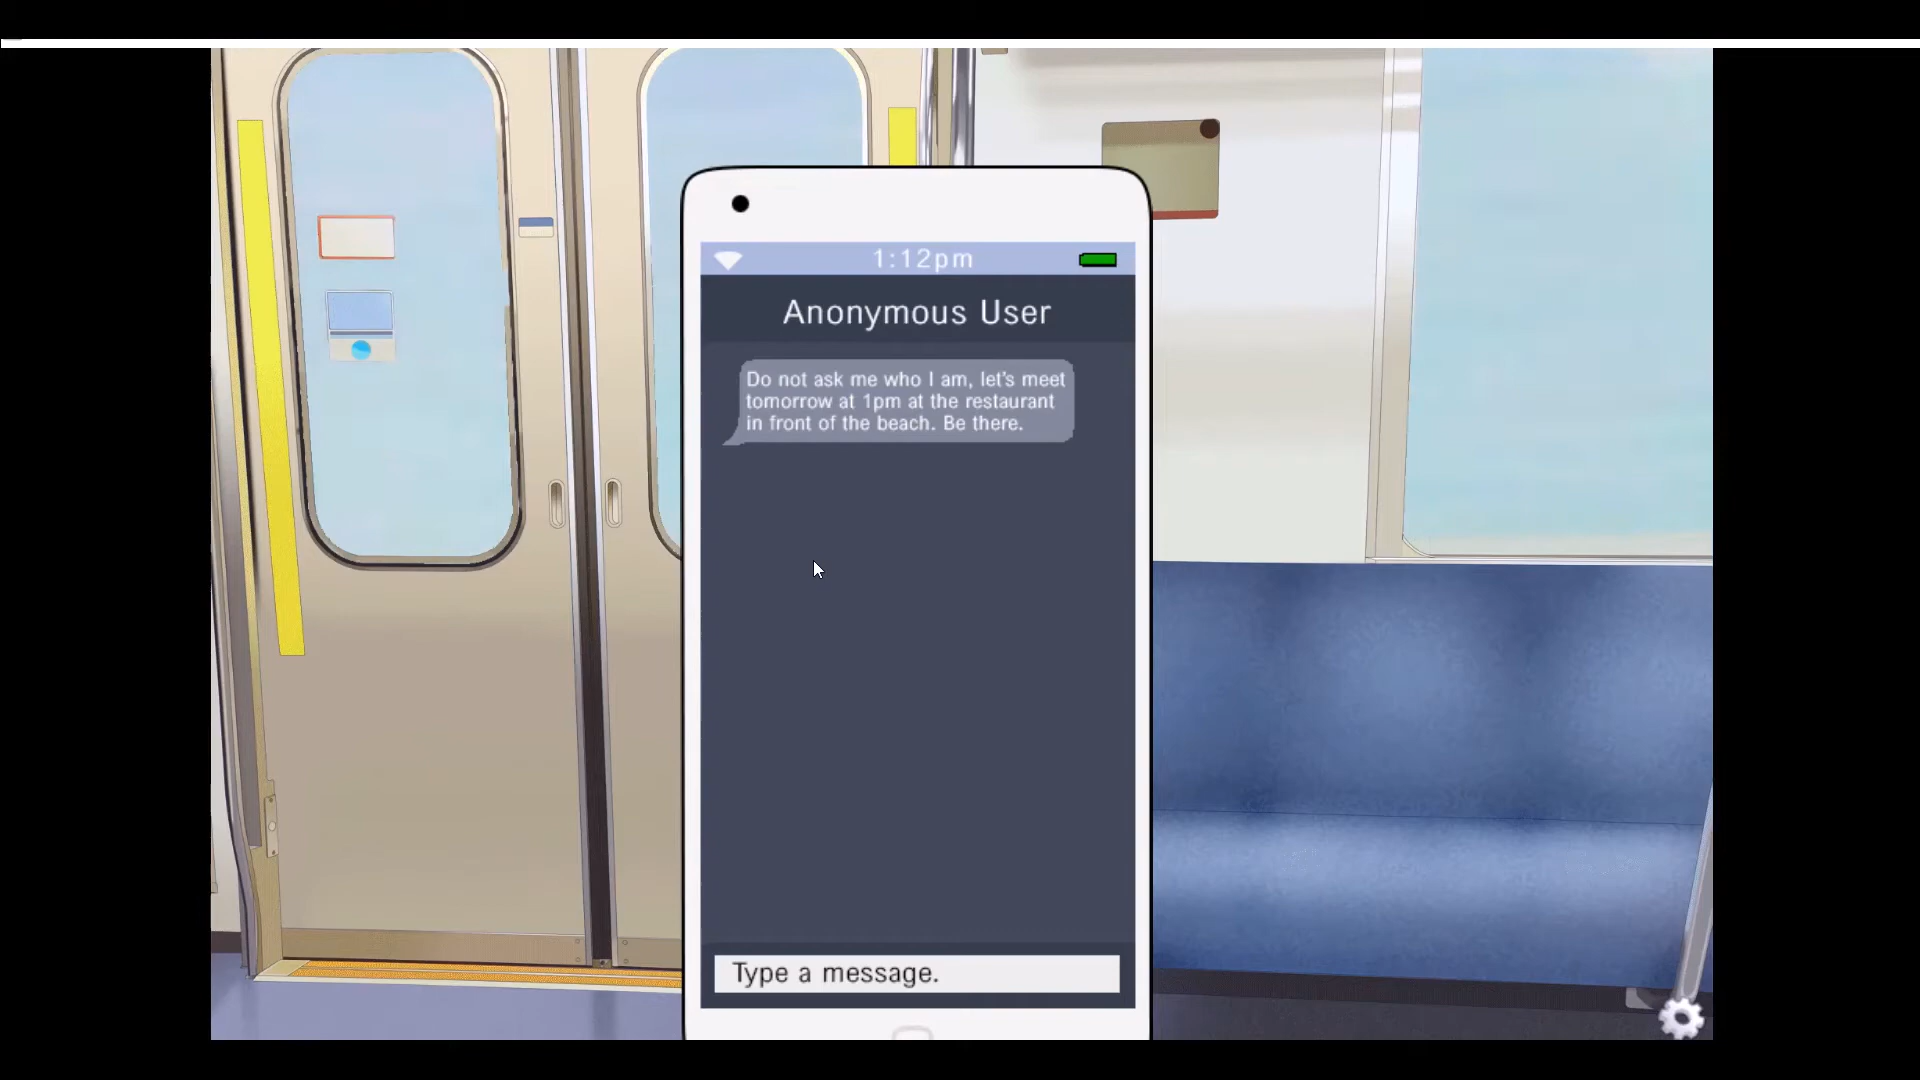 1:12pm
Anonymous User
Do not ask me who I am, let's meet
tomorrow at 1pm at the restaurant
in front of the beach. Be there.
Type a message.